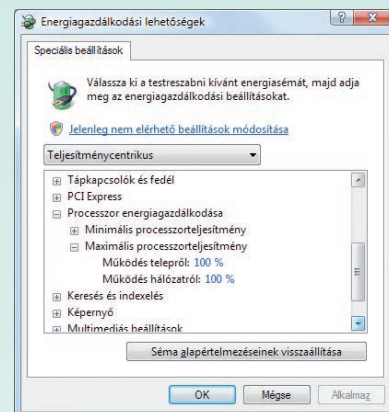 Energiagazdálkodási lehetőségek
Speciális beállítások
Válassza ki a testreszabni kívánt energiasémát, majd adja
meg az energiagazdálkodási beállításokat.
Jelenleg nem elérhető beállítások módosítása
Teljesítménycentrikus
Tápkapcsolók és fedél
PCI Express
Processzor energiagazdálkodása
Minimális processzorteljesítmény
Maximális processzorteljesítmény
Működés telepről: 100 %
Működés hálózatról: 100 %
Keresés és indexelés
Képernyő
Multimédiás beállítások
Séma alapértelmezéseinek visszaállítása
OK Mégse Alkalmaz